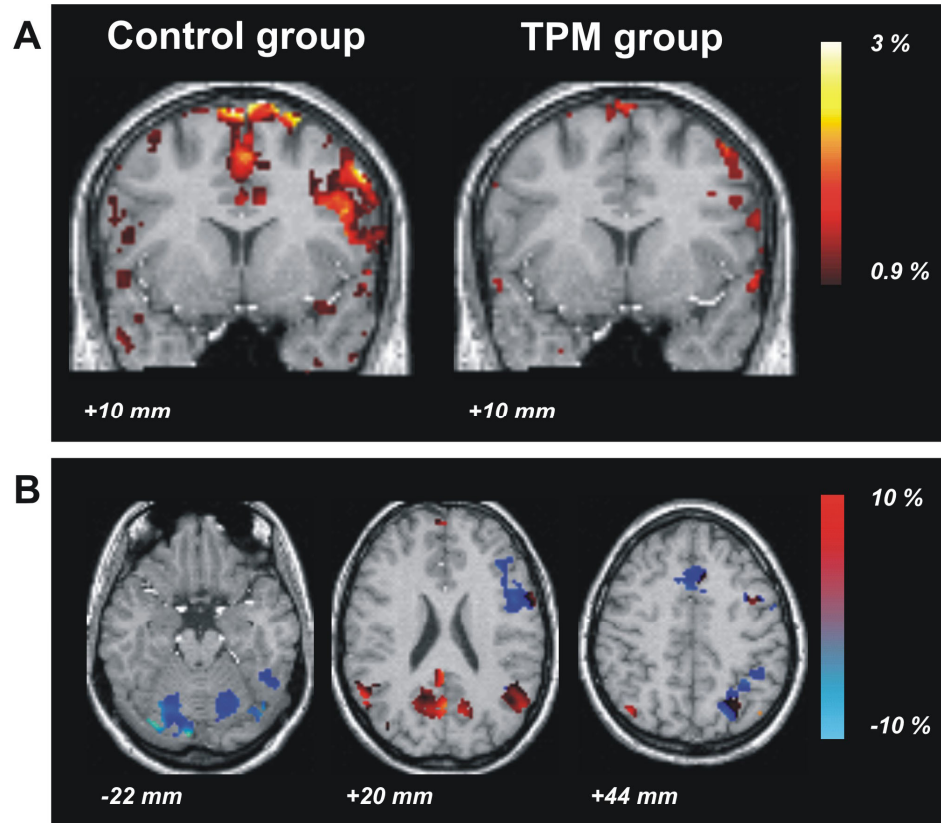 A
Control group
TPM group
3 %
0.9 %
+10 mm
+10 mm
B
10 %
-10 %
-22 mm
+20 mm
+44 mm